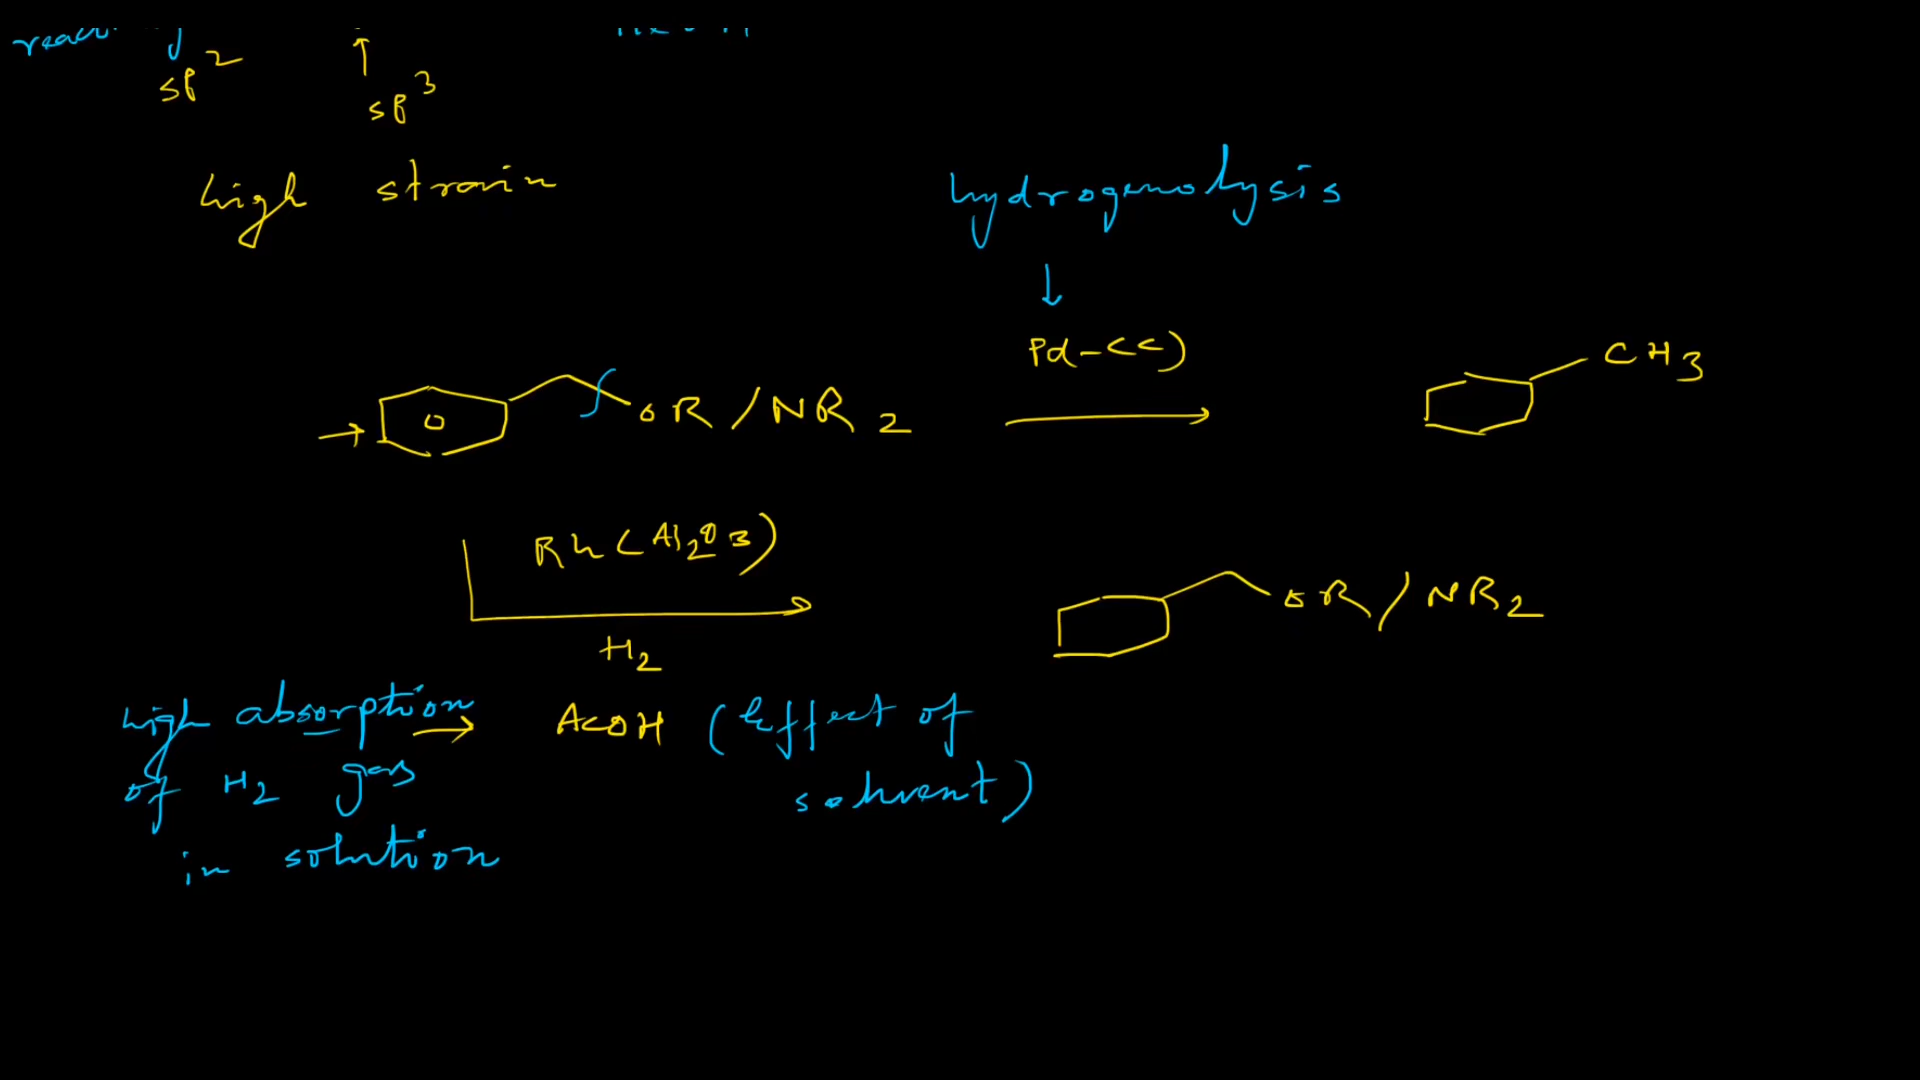 sp²
sp³
high strain
hydrogenolysis
↓
Pd-(C)
OR / NR2
CH3
Rh (Al2O3)
H2
OR / NR2
high absorption → AcOH (Effect of
of H2 gas
solvent)
in solution